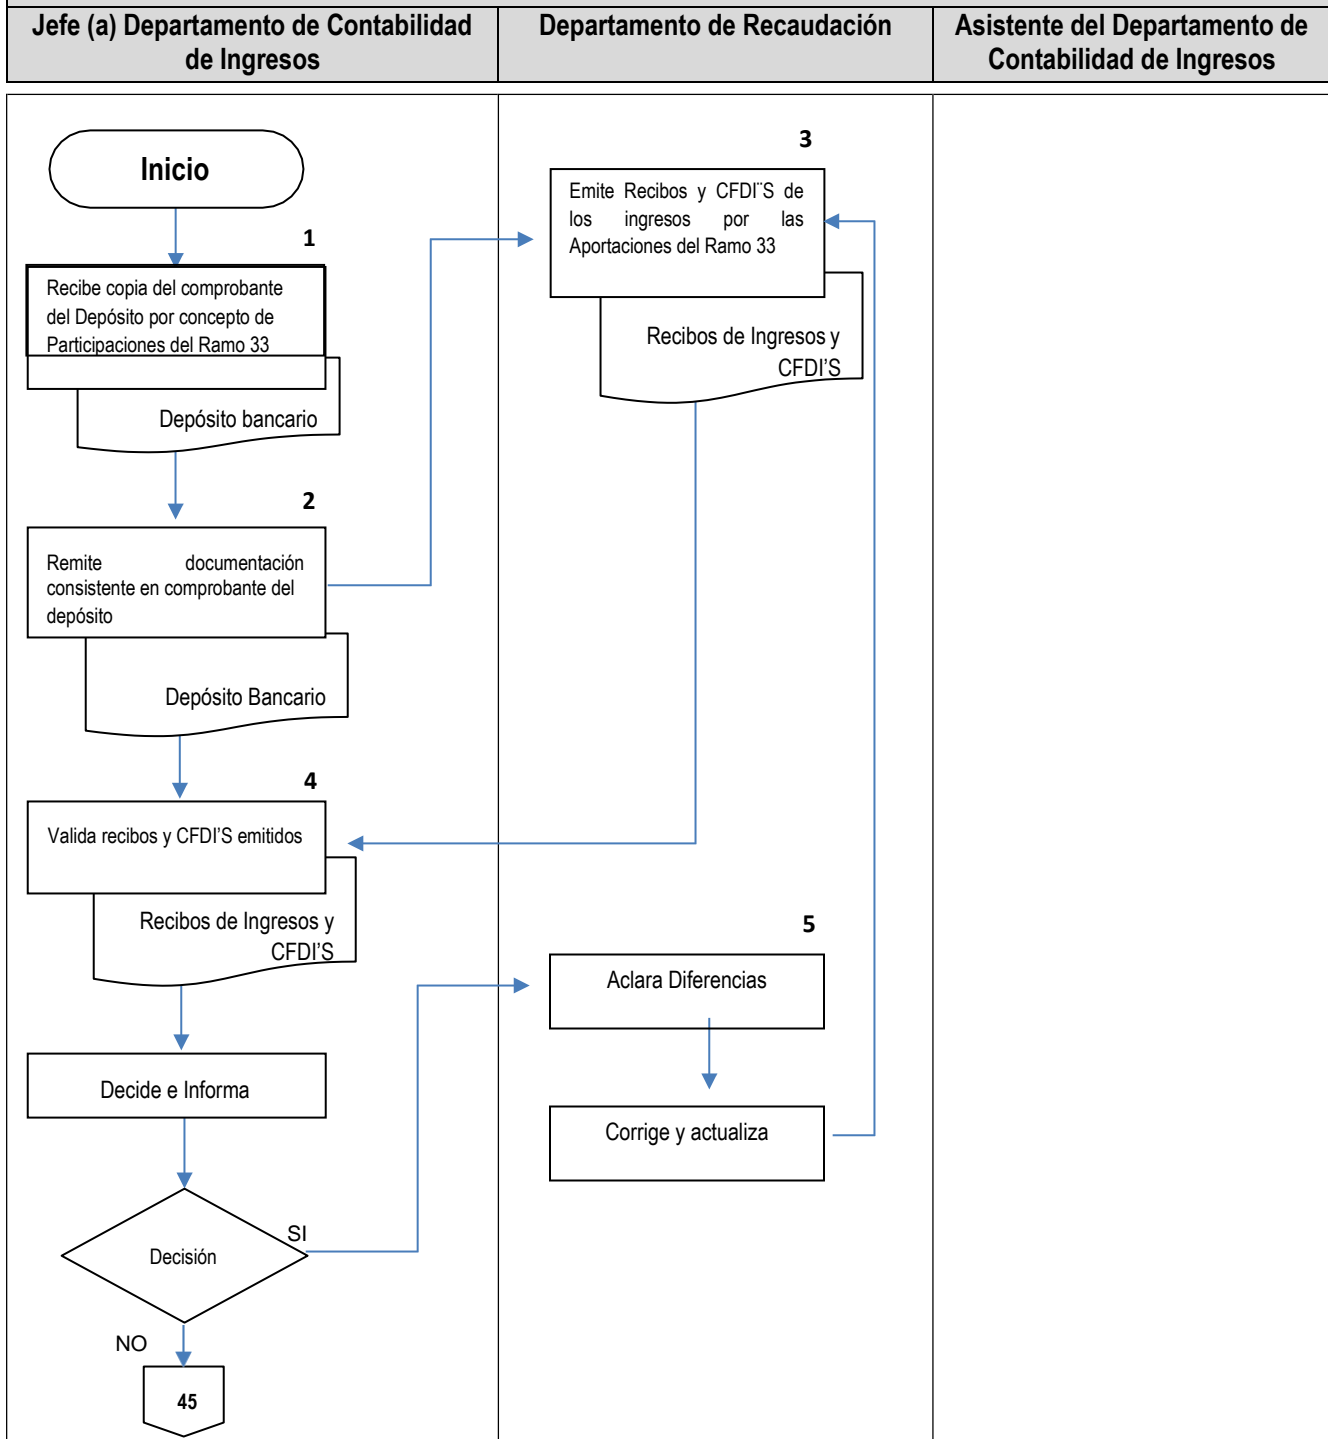 Jefe (a) Departamento de Contabilidad
de Ingresos
Departamento de Recaudación
Asistente del Departamento de
Contabilidad de Ingresos
Inicio
1
Recibe copia del comprobante
del Depósito por concepto de
Participaciones del Ramo 33
Depósito bancario
2
Remite documentación
consistente en comprobante del
depósito
Depósito Bancario
3
Emite Recibos y CFDI¨S de
los ingresos por las
Aportaciones del Ramo 33
Recibos de Ingresos y
CFDI'S
4
Valida recibos y CFDI'S emitidos
Recibos de Ingresos y
CFDI'S
5
Aclara Diferencias
Corrige y actualiza
Decide e Informa
Decisión
SI
NO
45